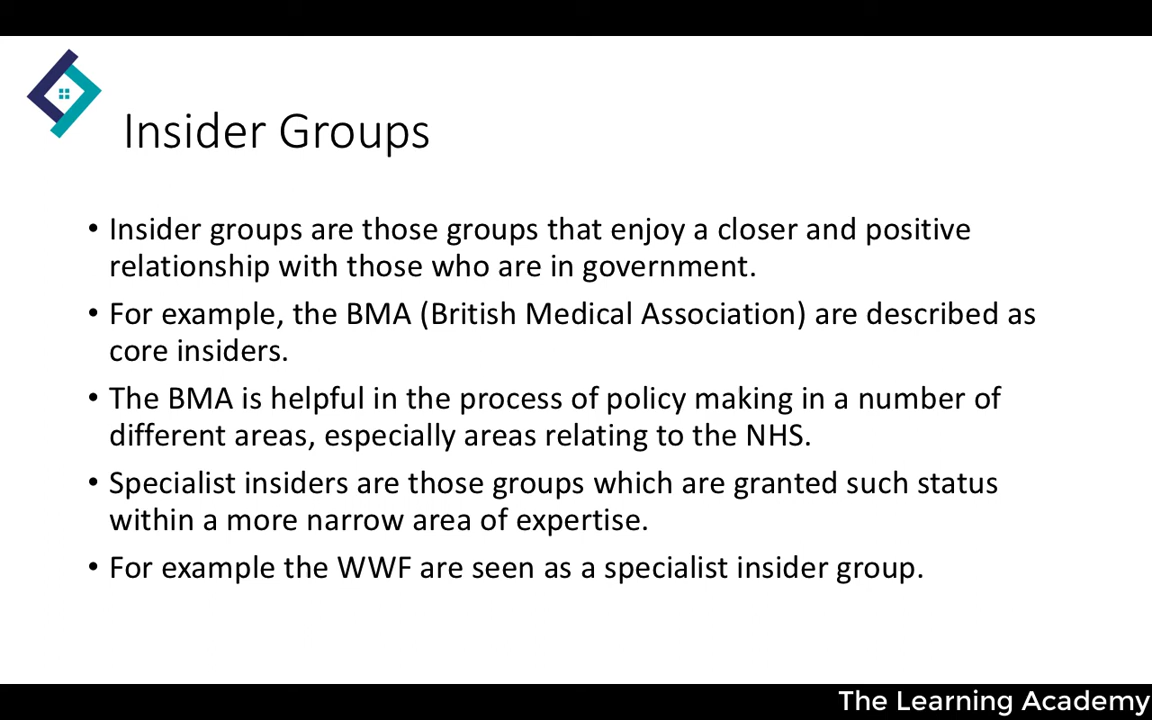 Insider Groups
• Insider groups are those groups that enjoy a closer and positive
relationship with those who are in government.
• For example, the BMA (British Medical Association) are described as
core insiders.
• The BMA is helpful in the process of policy making in a number of
different areas, especially areas relating to the NHS.
• Specialist insiders are those groups which are granted such status
within a more narrow area of expertise.
• For example the WWF are seen as a specialist insider group.
The Learning Academy